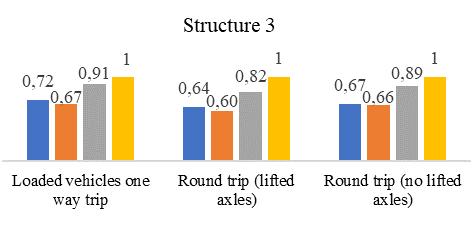 Structure 3
0,72 0,67 0,91 1
0,64 0,60 0,82 1
0,67 0,66 0,89 1
Loaded vehicles one
way trip
Round trip (lifted
axles)
Round trip (no lifted
axles)